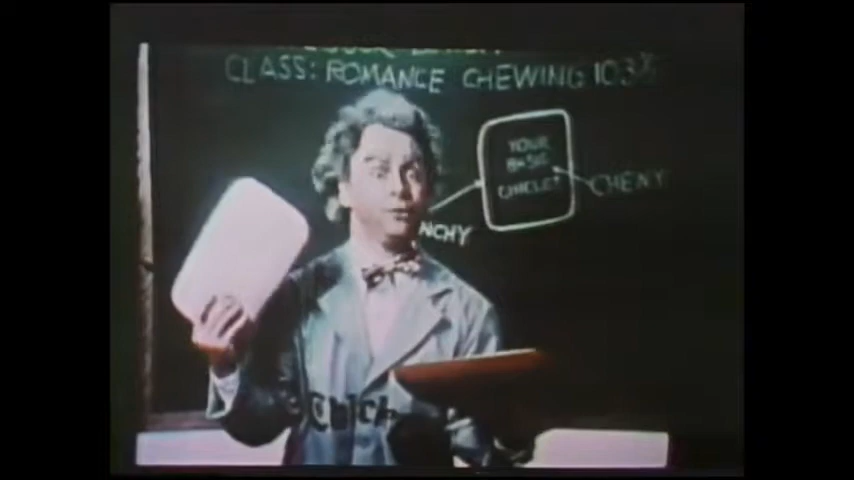 CLASS: ROMANCE CHEWING 103
YOUR
BASIC
CHICLET
CHEWY
NCHY